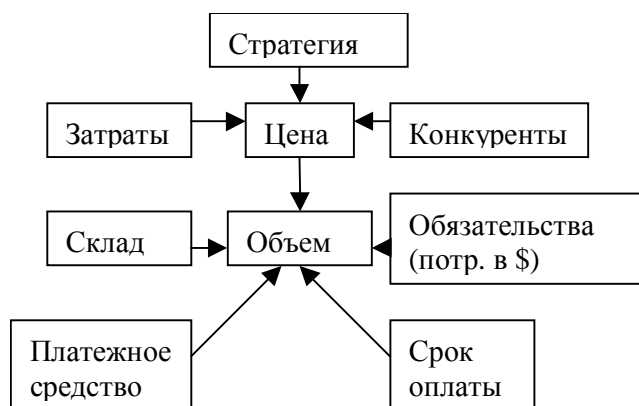 Стратегия
Затраты
Цена
Конкуренты
Склад
Объем
Обязательства
(потр. в $)
Платежное
средство
Срок
оплаты